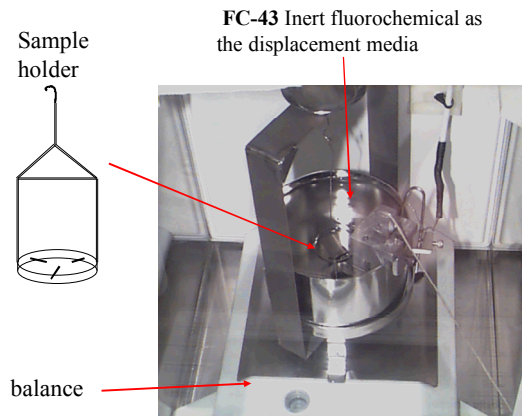 FC-43 Inert fluorochemical as
the displacement media
Sample
holder
balance